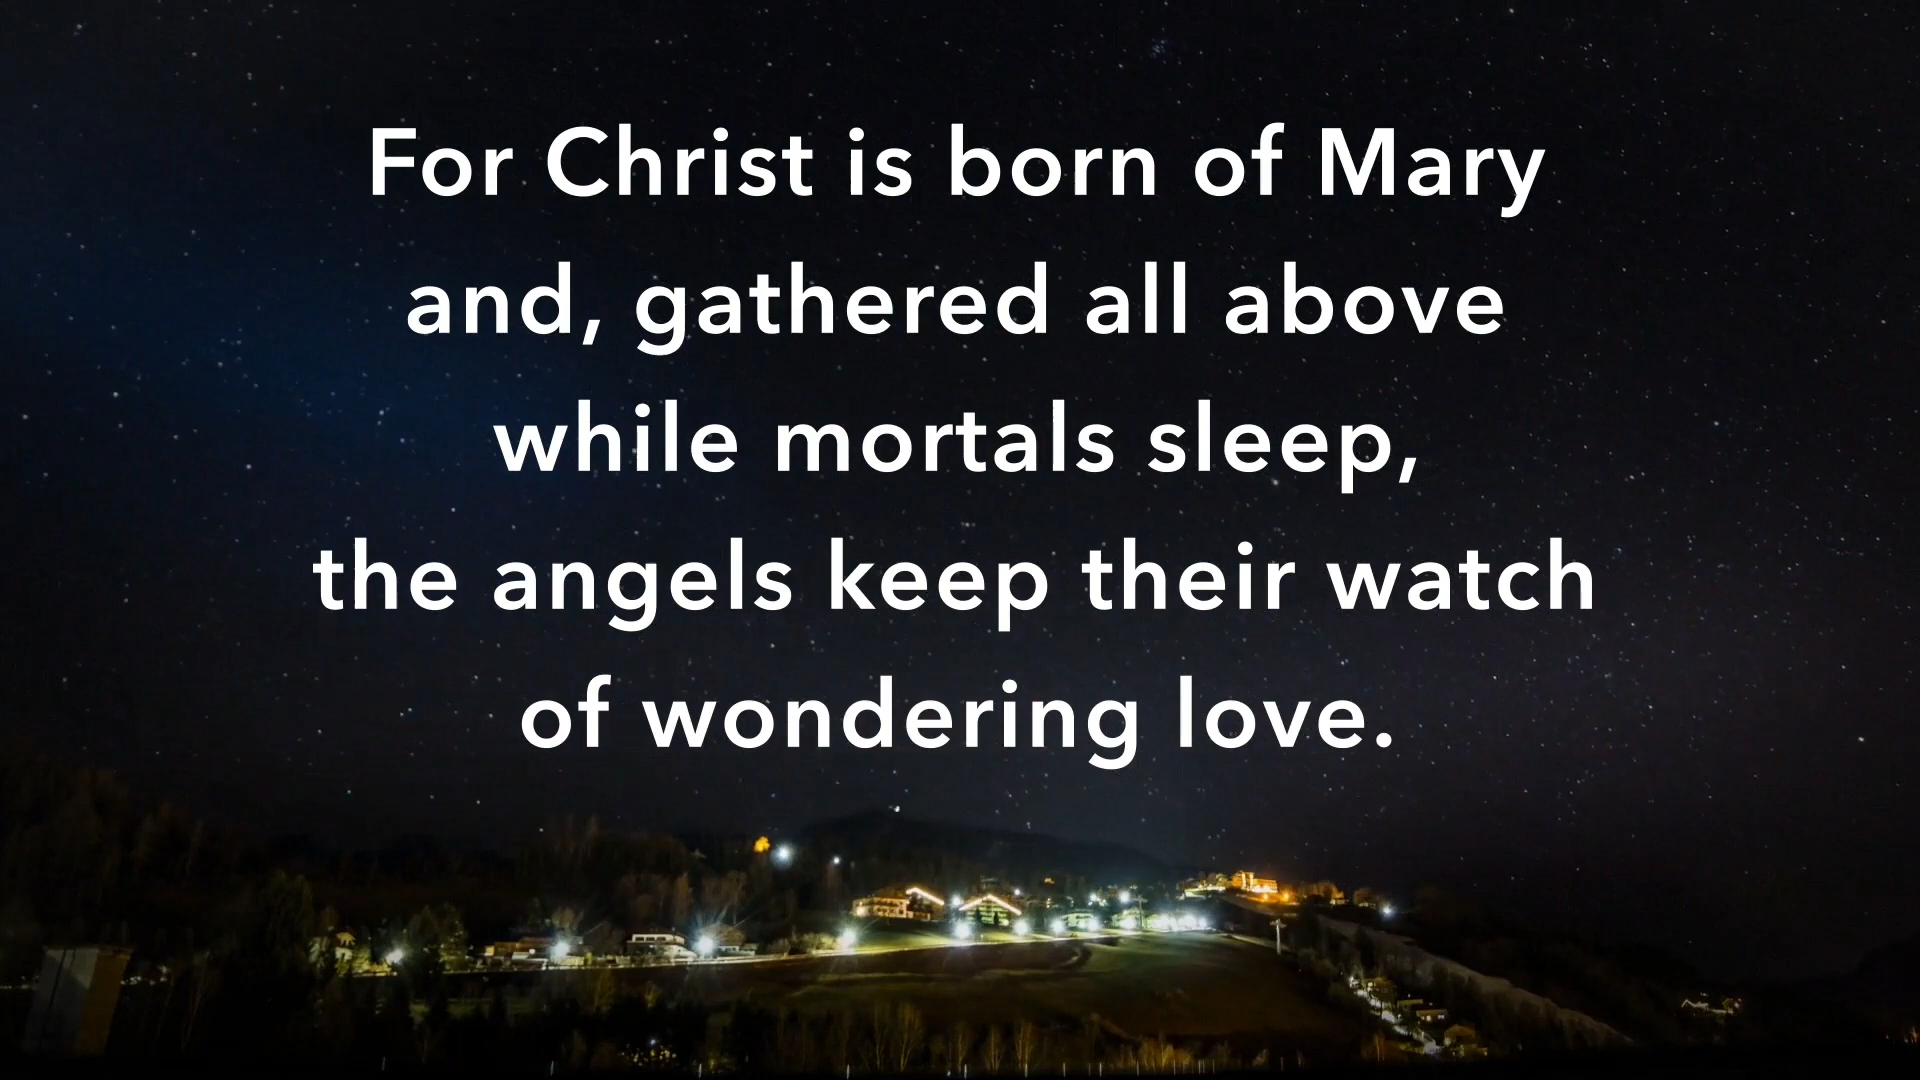 For Christ is born of Mary
and, gathered all above
while mortals sleep,
the angels keep their watch
of wondering love.